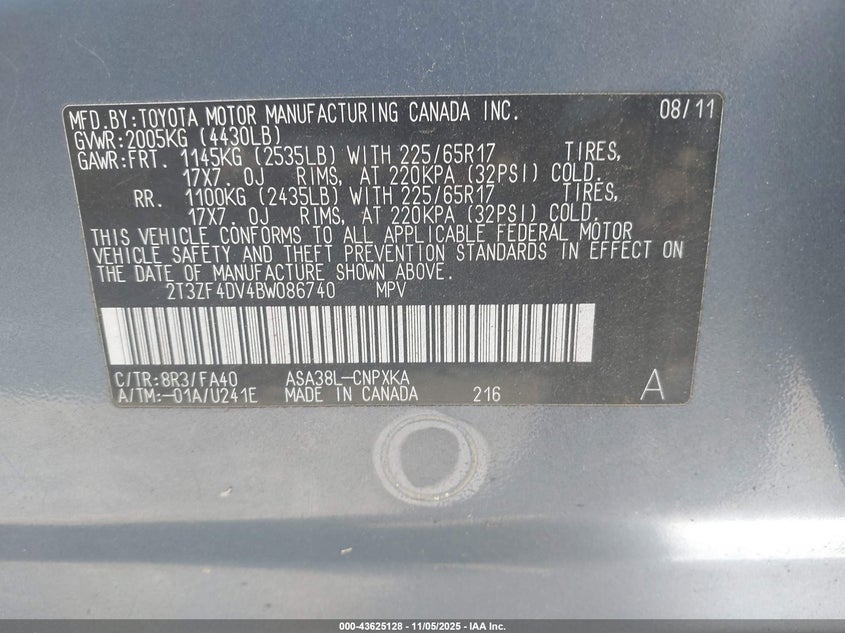 MFD.BY:TOYOTA MOTOR MANUFACTURING CANADA INC. 08/11
GVWR:2005KG (4430LB)
GAWR:FRT. 1145KG (2535LB) WITH 225/65R17 TIRES,
17X7.0J RIMS, AT 220KPA (32PSI) COLD.
RR. 1100KG (2435LB) WITH 225/65R17 TIRES,
17X7.0J RIMS, AT 220KPA (32PSI) COLD.
THIS VEHICLE CONFORMS TO ALL APPLICABLE FEDERAL MOTOR
VEHICLE SAFETY AND THEFT PREVENTION STANDARDS IN EFFECT ON
THE DATE OF MANUFACTURE SHOWN ABOVE.
2T3ZF4DV4BW086740 MPV
C/TR:8R3/FA40 ASA38L-CNPXKA A
A/TM:-01A/U241E MADE IN CANADA 216
000-43625128 - 11/05/2025 - IAA Inc.